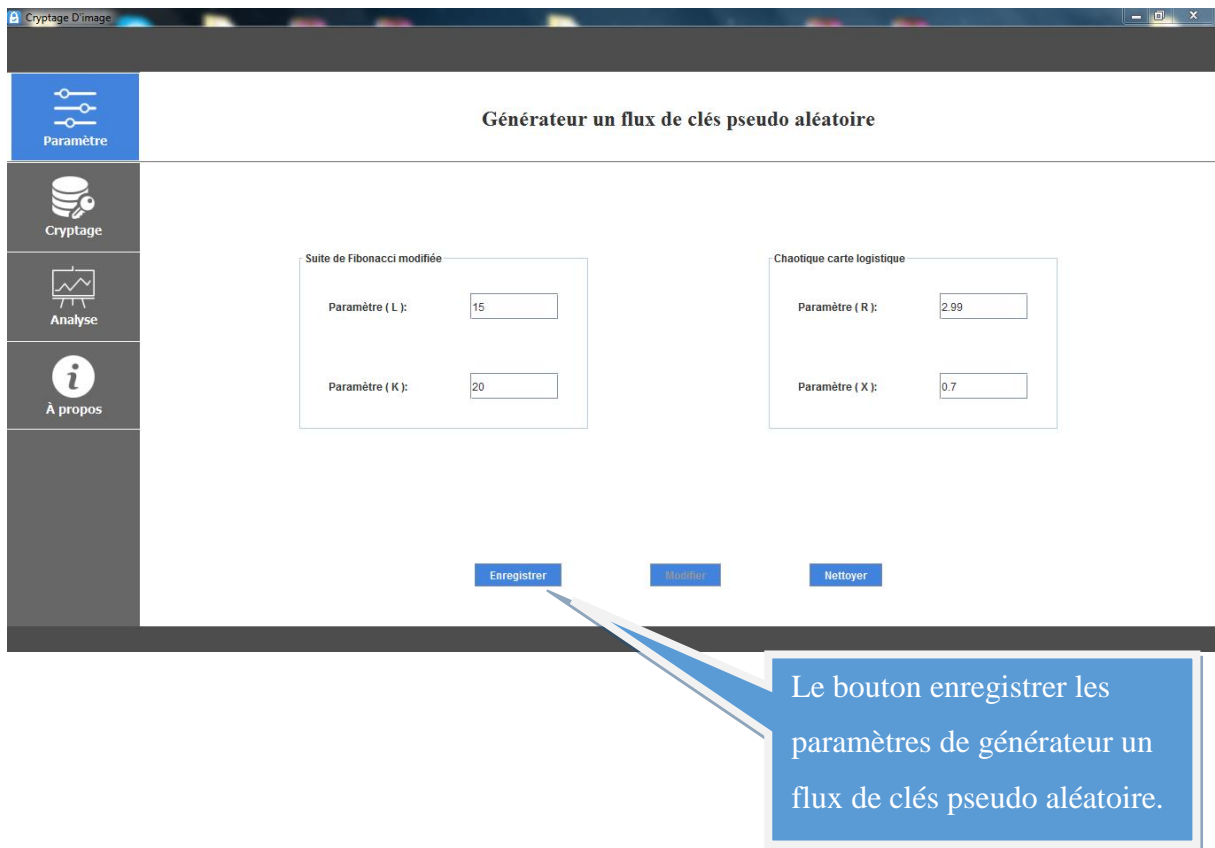 Cryptage D'image
Paramètre
Générateur un flux de clés pseudo aléatoire
Cryptage
Analyse
À propos
Suite de Fibonacci modifiée
Paramètre ( L ):
15
Paramètre ( K ):
20
Chaotique carte logistique
Paramètre ( R ):
2.99
Paramètre ( X ):
0.7
Enregistrer
Modifier
Nettoyer
Le bouton enregistrer les
paramètres de générateur un
flux de clés pseudo aléatoire.